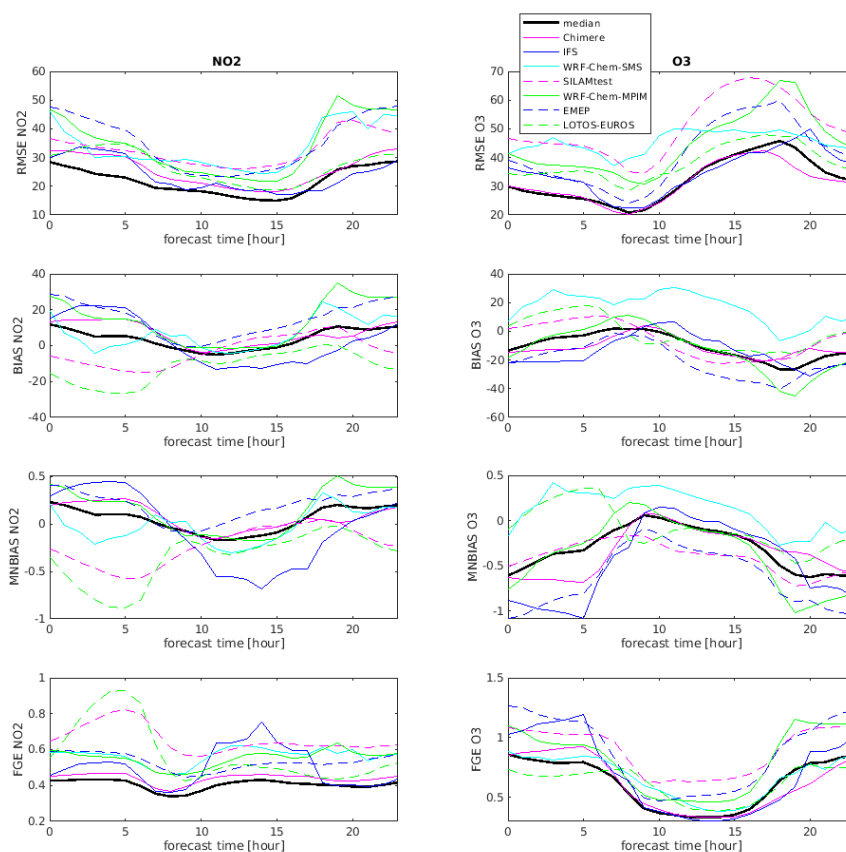 median
Chimere
IFS
WRF-Chem-SMS
SILAMtest
WRF-Chem-MPIM
EMEP
LOTOS-EUROS
NO2
60
50
40
30
20
10
RMSE NO2
0 5 10 15 20
forecast time [hour]
O3
70
60
50
40
30
20
RMSE O3
0 5 10 15 20
forecast time [hour]
40
20
0
-20
-40
BIAS NO2
0 5 10 15 20
forecast time [hour]
40
20
0
-20
-40
-60
BIAS O3
0 5 10 15 20
forecast time [hour]
0.5
0
-0.5
-1
MNBIAS NO2
0 5 10 15 20
forecast time [hour]
0.5
0
-0.5
-1
MNBIAS O3
0 5 10 15 20
forecast time [hour]
1
0.8
0.6
0.4
0.2
FGE NO2
0 5 10 15 20
forecast time [hour]
1.5
1
0.5
FGE O3
0 5 10 15 20
forecast time [hour]